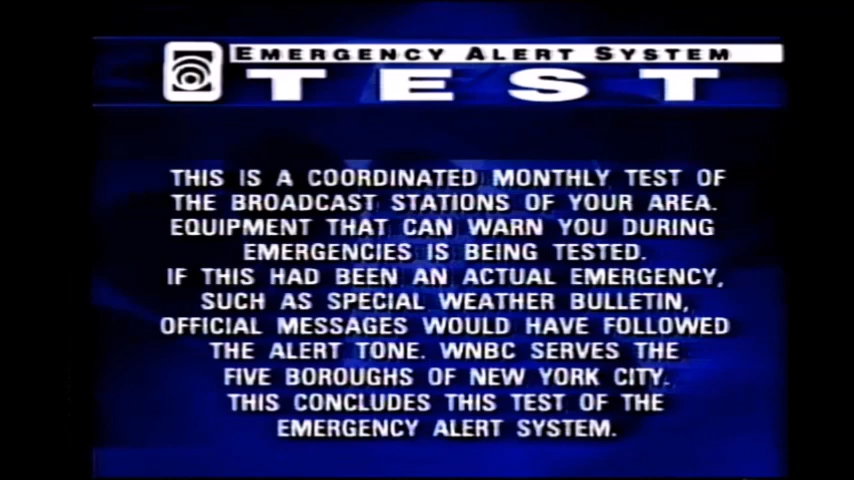 EMERGENCY ALERT SYSTEM
TEST
THIS IS A COORDINATED MONTHLY TEST OF
THE BROADCAST STATIONS OF YOUR AREA.
EQUIPMENT THAT CAN WARN YOU DURING
EMERGENCIES IS BEING TESTED.
IF THIS HAD BEEN AN ACTUAL EMERGENCY,
SUCH AS SPECIAL WEATHER BULLETIN,
OFFICIAL MESSAGES WOULD HAVE FOLLOWED
THE ALERT TONE. WNBC SERVES THE
FIVE BOROUGHS OF NEW YORK CITY.
THIS CONCLUDES THIS TEST OF THE
EMERGENCY ALERT SYSTEM.